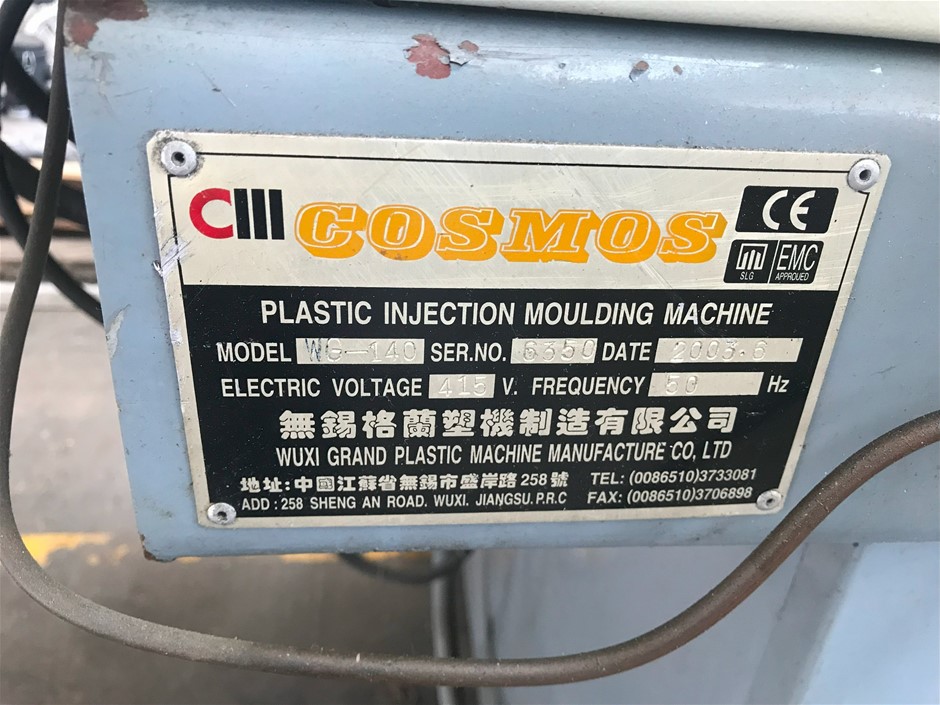 CIII COSMOS CE
SLG EMC APPROUED
PLASTIC INJECTION MOULDING MACHINE
MODEL WG-140 SER.NO. 6350 DATE 2003.6
ELECTRIC VOLTAGE 415 V. FREQUENCY 50 Hz
無錫格蘭塑機制造有限公司
WUXI GRAND PLASTIC MACHINE MANUFACTURE CO, LTD
地址:中國江蘇省無錫市盛岸路258號 TEL: (0086510)3733081
ADD : 258 SHENG AN ROAD. WUXI. JIANGSU. P.R.C FAX: (0086510)3706898